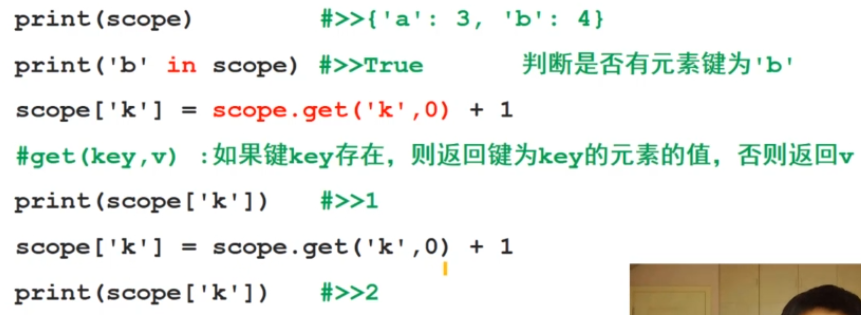 print(scope) #>>{'a': 3, 'b': 4}
print('b' in scope) #>>True 判断是否有元素键为'b'
scope['k'] = scope.get('k',0) + 1
#get(key,v) :如果键key存在，则返回键为key的元素的值，否则返回v
print(scope['k']) #>>1
scope['k'] = scope.get('k',0) + 1
print(scope['k']) #>>2